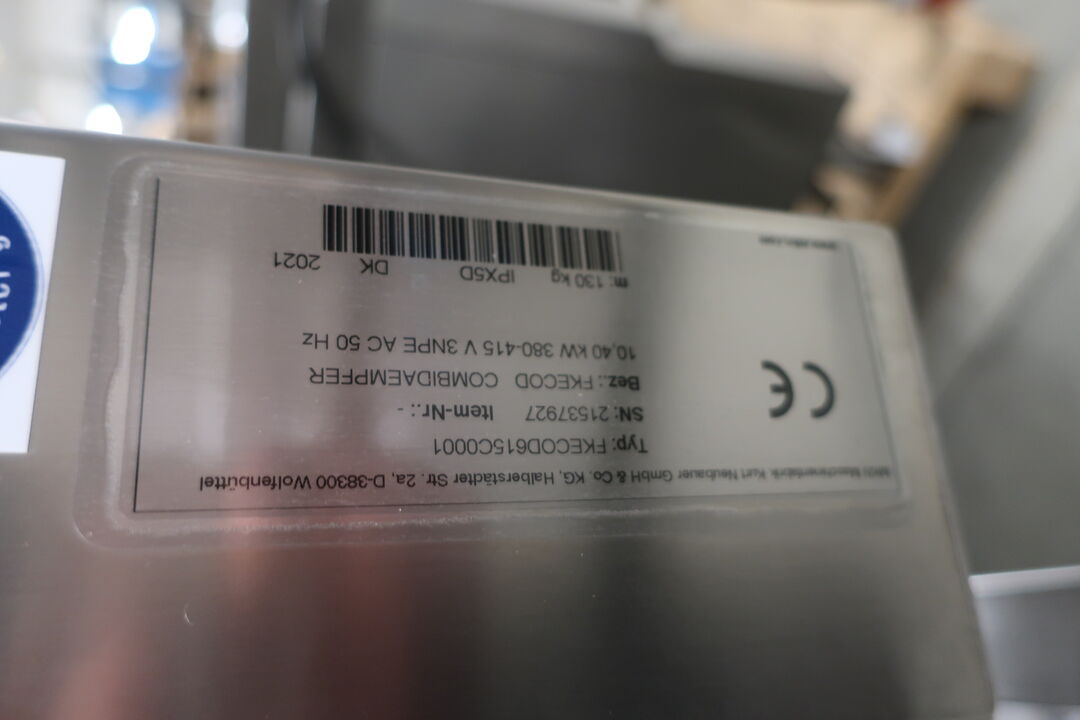 Maschinenfabrik Kurt Neubauer GmbH & Co. KG, Halberstädter Str. 2a, D-38300 Wolfenbüttel
Typ: FKECOD615C0001
SN: 21537927 Item-Nr.: -
Bez.: FKECOD COMBIDAEMPFER
10,40 kW 380-415 V 3NPE AC 50 Hz
m: 130 kg IPX5D DK 2021
CE